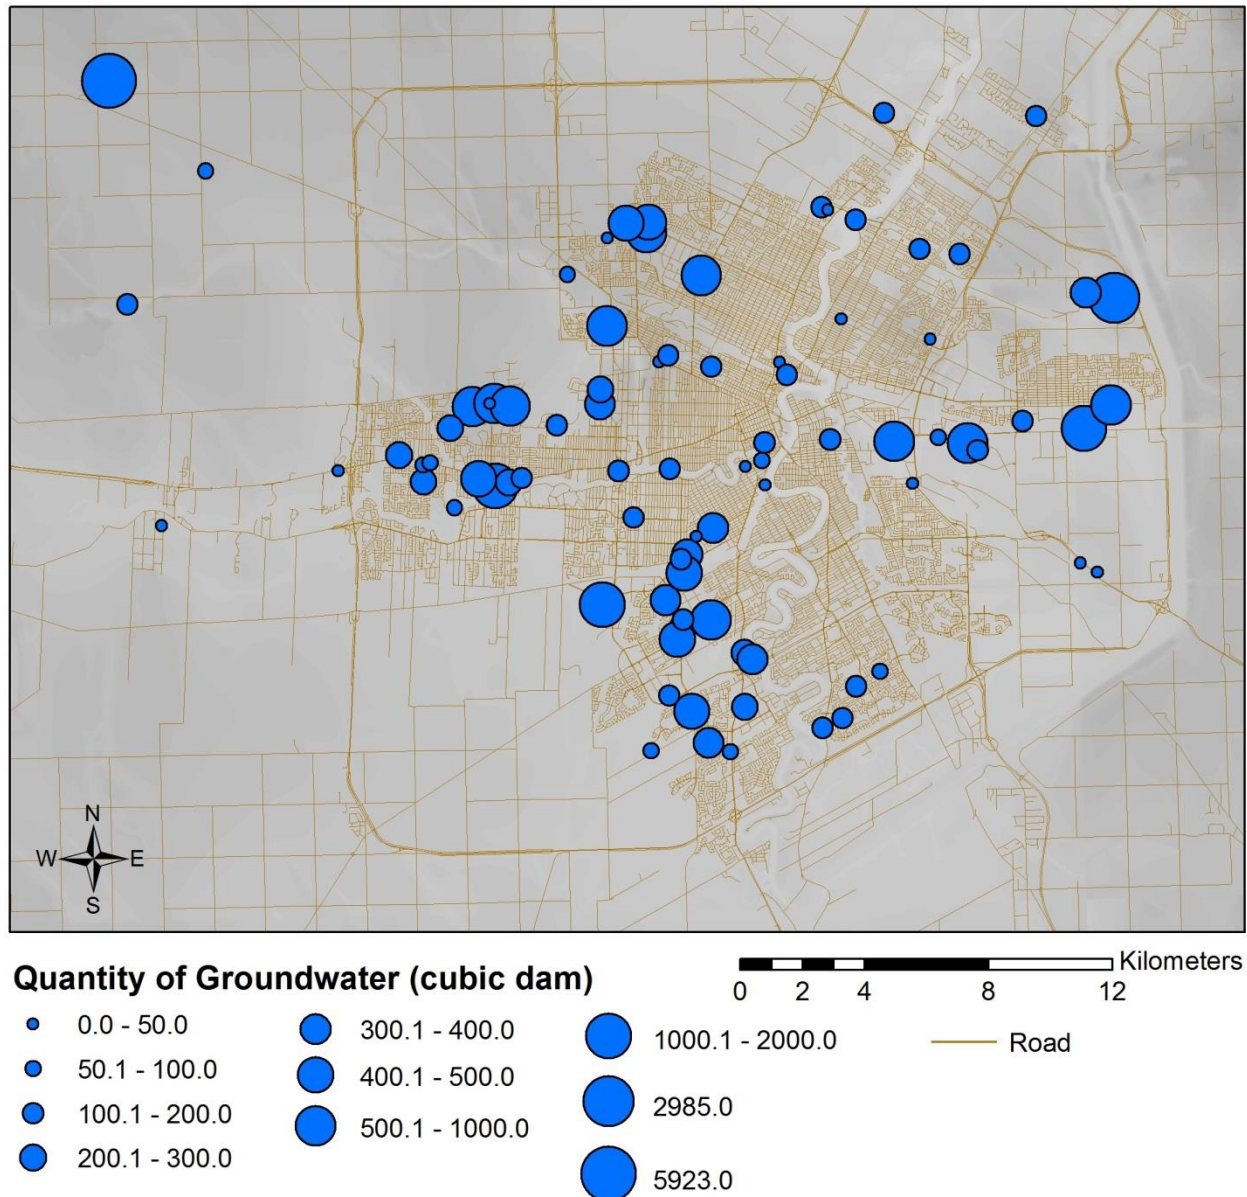 N
W E
S
Quantity of Groundwater (cubic dam)
Kilometers
0 2 4 8 12
0.0 - 50.0
50.1 - 100.0
100.1 - 200.0
200.1 - 300.0
300.1 - 400.0
400.1 - 500.0
500.1 - 1000.0
1000.1 - 2000.0
2985.0
5923.0
Road